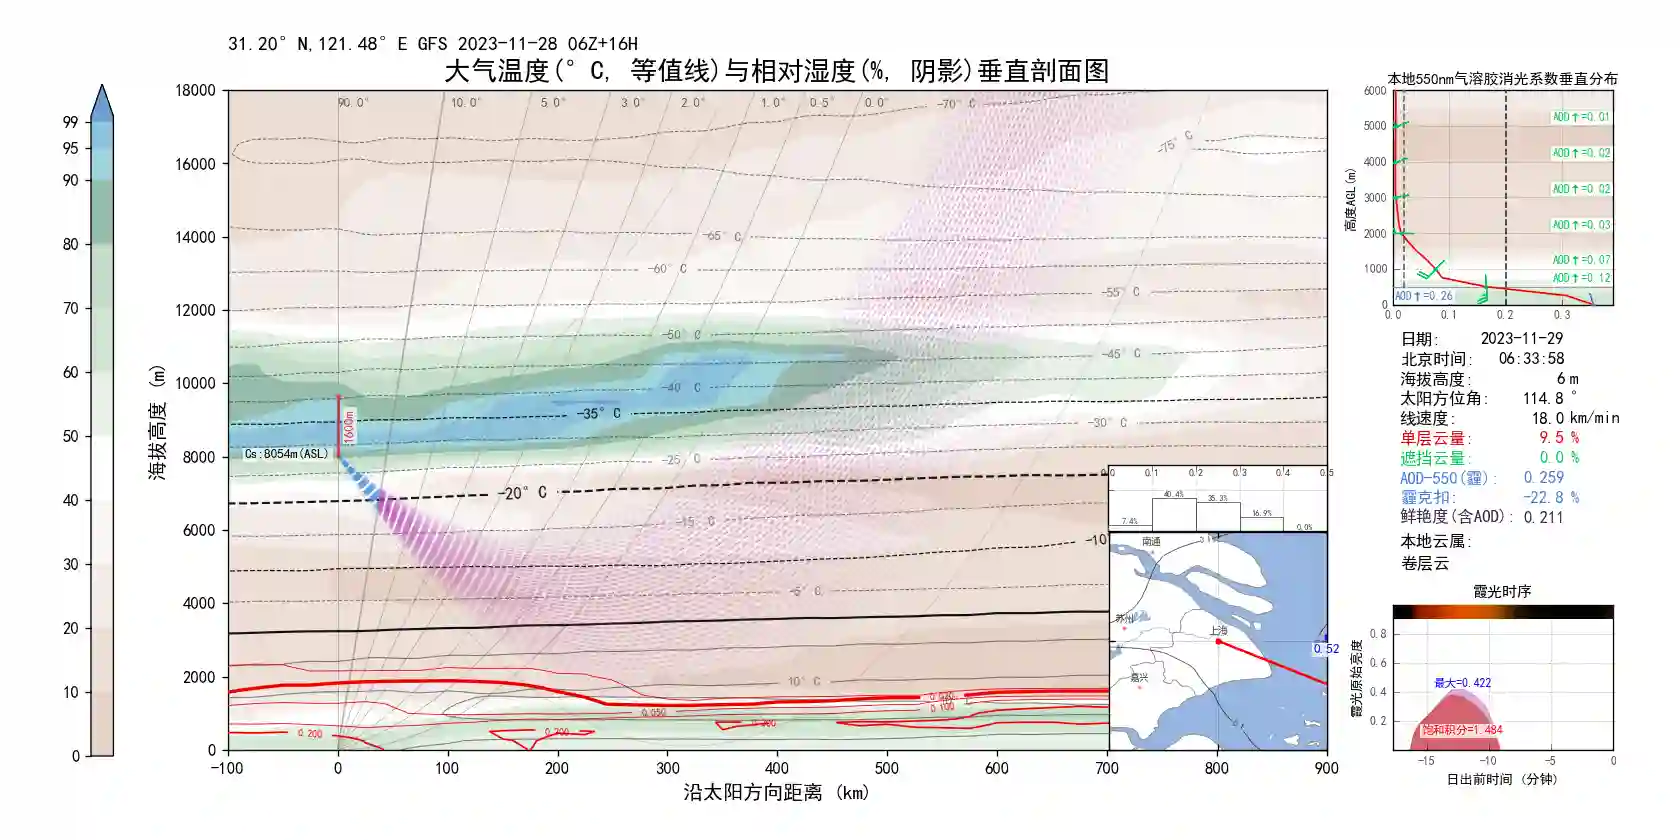 31.20° N,121.48° E GFS 2023-11-28 06Z+16H
大气温度(° C, 等值线)与相对湿度(%, 阴影)垂直剖面图
99
95
90
80
70
60
50
40
30
20
10
0
海拔高度 (m)
18000
16000
14000
12000
10000
8000
6000
4000
2000
0
90.0° 10.0° 5.0° 3.0° 2.0° 1.0° 0.5 0.0° -70° C
-75° C
-65° C
-60° C
-55° C
-50° C
-45° C
-40° C
-35° C
-30° C
-25 C
-20° C
-15 C
-10
-5° C
10° C
1600m
Cs:8054m(ASL)
0.050
0.100
0.200
0.200
0.200
-100 0 100 200 300 400 500 600 700 800 900
沿太阳方向距离 (km)
0.0 0.1 0.2 0.3 0.4 0.5
7.4% 40.4% 35.3% 16.9% 0.0%
南通
苏州
上海
嘉兴
0.52
本地550nm气溶胶消光系数垂直分布
高度AGL(m)
6000
5000
4000
3000
2000
1000
0
AOD↑=0.01
AOD↑=0.02
AOD↑=0.02
AOD↑=0.03
AOD↑=0.07
AOD↑=0.12
AOD↑=0.26
0.0 0.1 0.2 0.3
日期: 2023-11-29
北京时间: 06:33:58
海拔高度: 6 m
太阳方位角: 114.8 °
线速度: 18.0 km/min
单层云量: 9.5 %
遮挡云量: 0.0 %
AOD-550(霾): 0.259
霾克扣: -22.8 %
鲜艳度(含AOD): 0.211
本地云属:
卷层云
霞光时序
霞光原始亮度
0.8
0.6
0.4
0.2
最大=0.422
饱和积分=1.484
-15 -10 -5 0
日出前时间 (分钟)